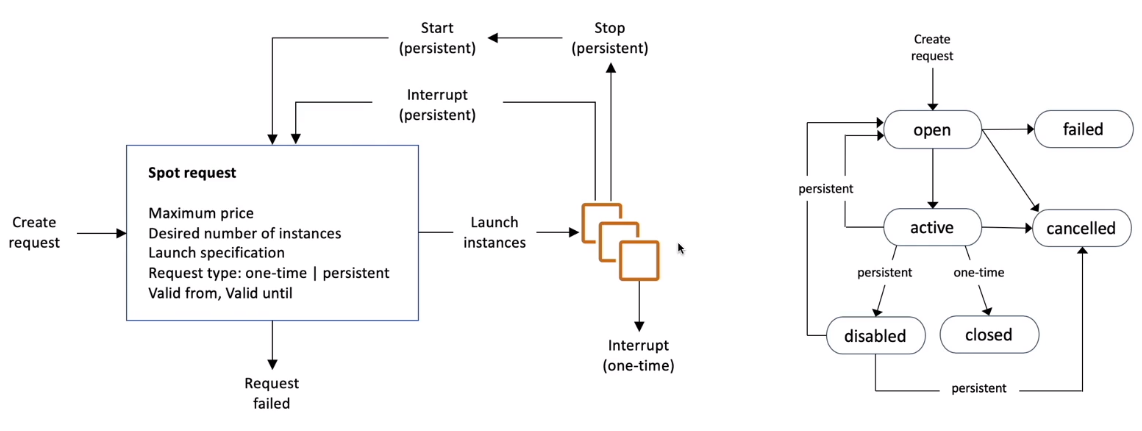 Start
(persistent)
Stop
(persistent)
Interrupt
(persistent)
Spot request
Maximum price
Desired number of instances
Launch specification
Request type: one-time | persistent
Valid from, Valid until
Create
request
Launch
instances
Interrupt
(one-time)
Request
failed
Create
request
open
failed
persistent
active
cancelled
persistent
one-time
disabled
closed
persistent